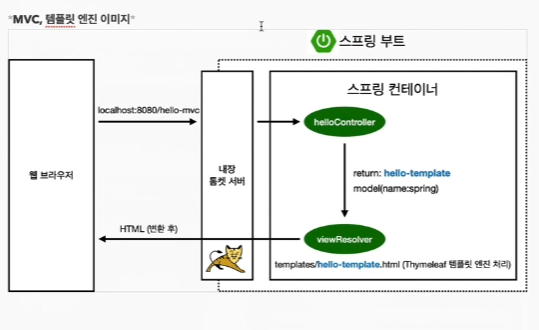 *MVC, 템플릿 엔진 이미지*
스프링 부트
스프링 컨테이너
localhost:8080/hello-mvc
helloController
웹 브라우저
내장
톰켓 서버
return: hello-template
model(name:spring)
HTML (변환 후)
viewResolver
templates/hello-template.html (Thymeleaf 템플릿 엔진 처리)